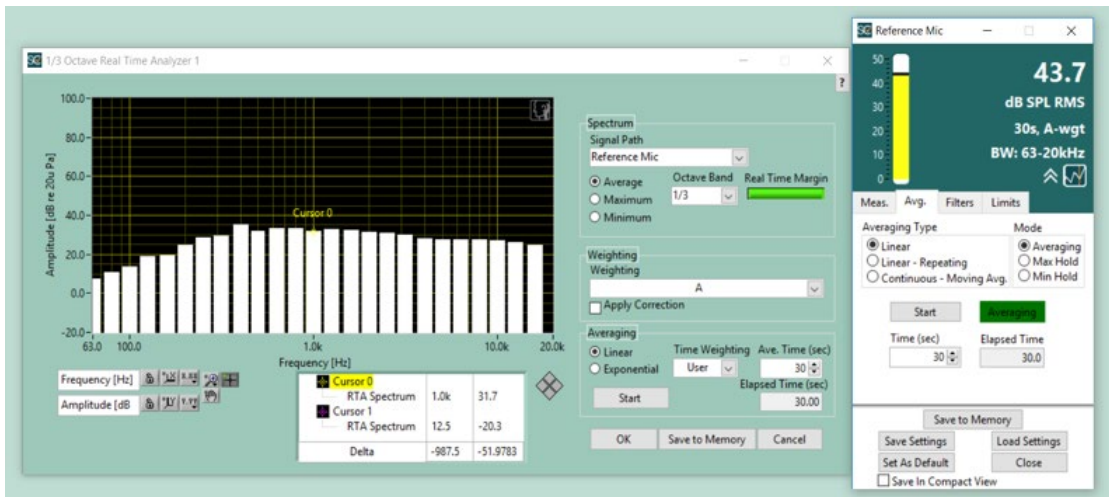 SC 1/3 Octave Real Time Analyzer 1
?
100.0
80.0
60.0
40.0
20.0
0.0
-20.0
Amplitude [dB re 20u Pa]
Cursor 0
63.0 100.0 1.0k 10.0k 20.0k
Frequency [Hz]
Frequency [Hz]
Amplitude [dB
Cursor 0
RTA Spectrum 1.0k 31.7
Cursor 1
RTA Spectrum 12.5 -20.3
Delta -987.5 -51.9783
Spectrum
Signal Path
Reference Mic
Average
Maximum
Minimum
Octave Band
1/3
Real Time Margin
Weighting
Weighting
A
Apply Correction
Averaging
Linear
Exponential
Time Weighting
User
Ave. Time (sec)
30
Elapsed Time (sec)
30.00
Start
OK Save to Memory Cancel
SC Reference Mic
50
40
30
20
10
0
43.7
dB SPL RMS
30s, A-wgt
BW: 63-20kHz
Meas. Avg. Filters Limits
Averaging Type
Linear
Linear - Repeating
Continuous - Moving Avg.
Mode
Averaging
Max Hold
Min Hold
Start Averaging
Time (sec) Elapsed Time
30 30.0
Save to Memory
Save Settings Load Settings
Set As Default Close
Save In Compact View